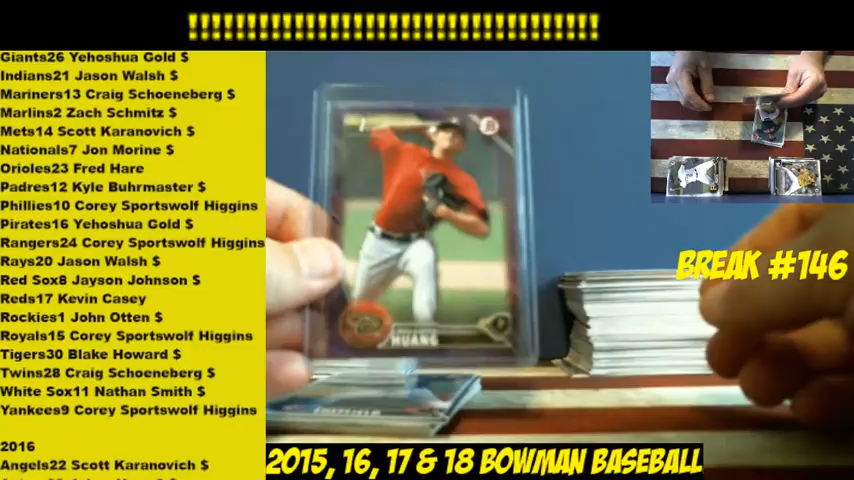 !!!!!!!!!!!!!!!!!!!!!!!!!!!!!!!!!!!!!!!!
Giants26 Yehoshua Gold $
Indians21 Jason Walsh $
Mariners13 Craig Schoeneberg $
Marlins2 Zach Schmitz $
Mets14 Scott Karanovich $
Nationals7 Jon Morine $
Orioles23 Fred Hare
Padres12 Kyle Buhrmaster $
Phillies10 Corey Sportswolf Higgins
Pirates16 Yehoshua Gold $
Rangers24 Corey Sportswolf Higgins
Rays20 Jason Walsh $
Red Sox8 Jayson Johnson $
Reds17 Kevin Casey
Rockies1 John Otten $
Royals15 Corey Sportswolf Higgins
Tigers30 Blake Howard $
Twins28 Craig Schoeneberg $
White Sox11 Nathan Smith $
Yankees9 Corey Sportswolf Higgins
2016
Angels22 Scott Karanovich $
HUANG
BREAK #146
2015, 16, 17 & 18 BOWMAN BASEBALL